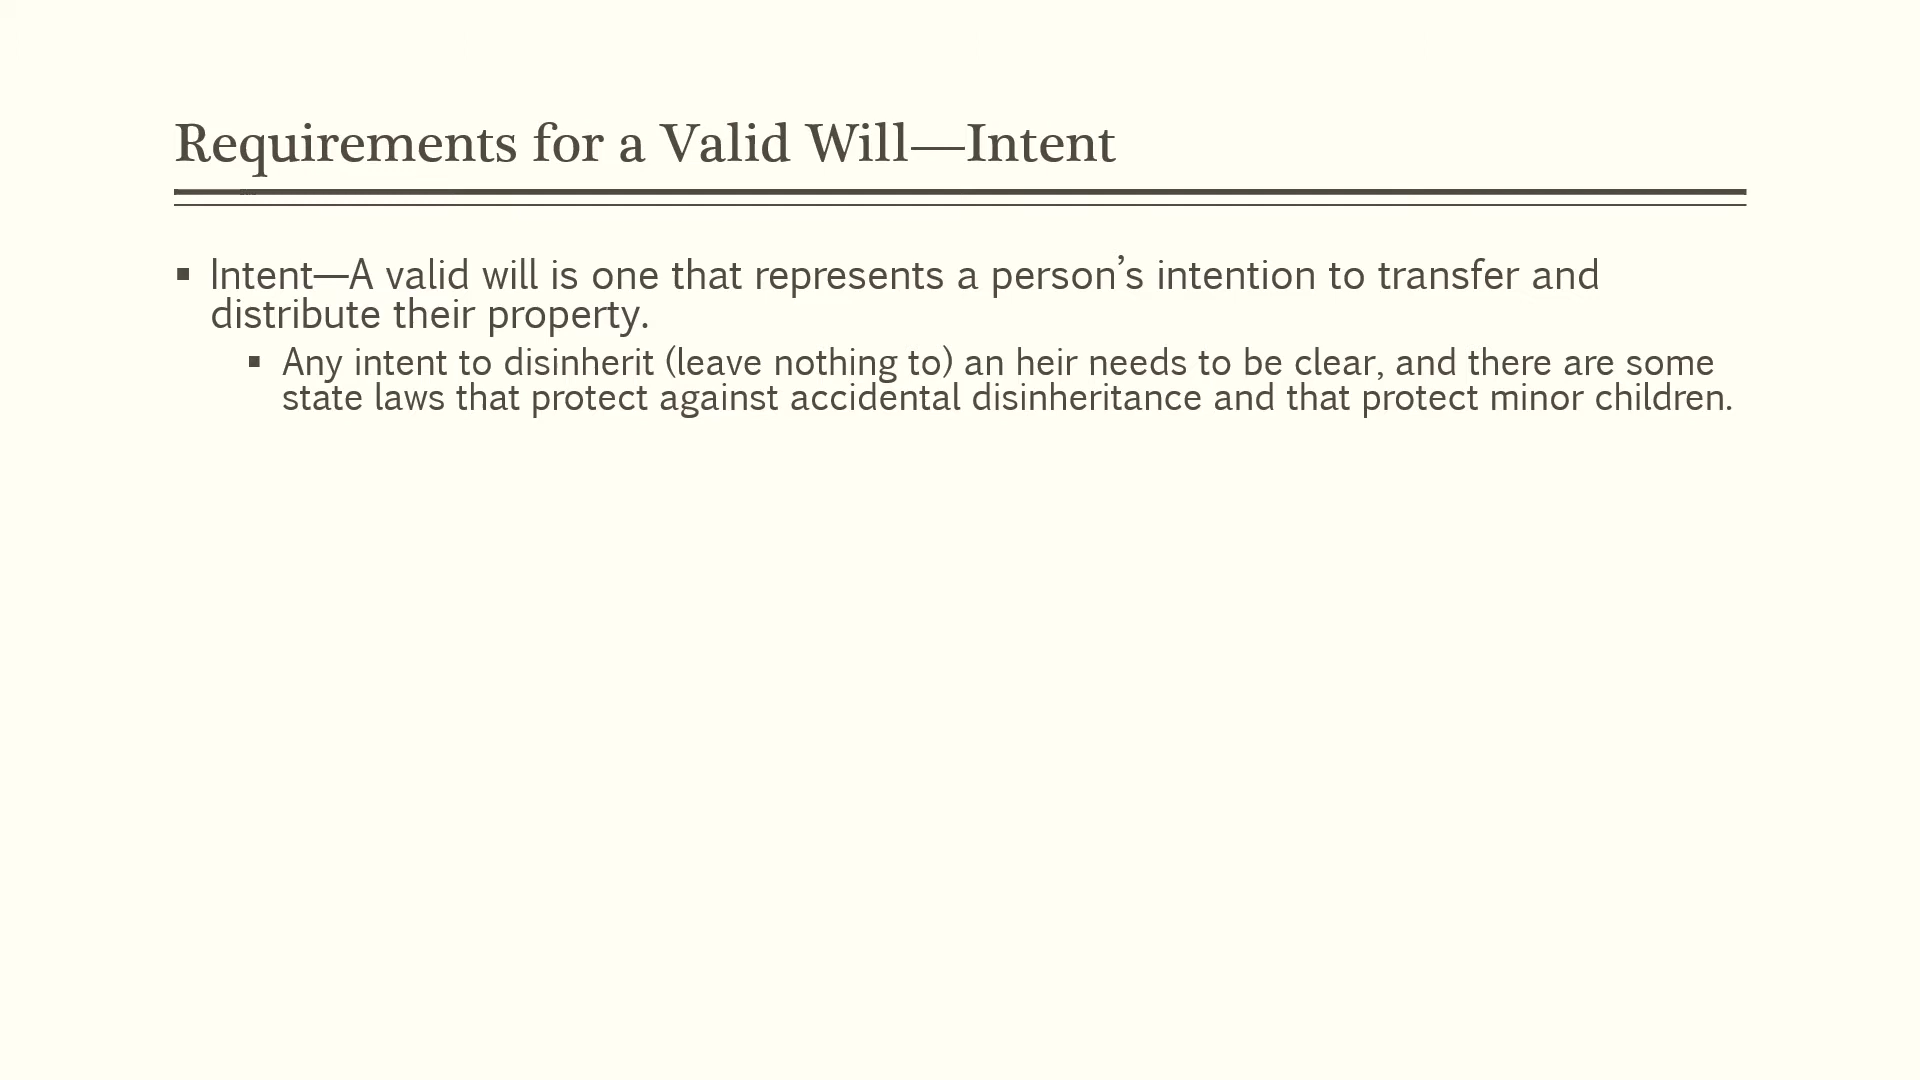 Requirements for a Valid Will—Intent
▪ Intent—A valid will is one that represents a person’s intention to transfer and
distribute their property.
▪ Any intent to disinherit (leave nothing to) an heir needs to be clear, and there are some
state laws that protect against accidental disinheritance and that protect minor children.